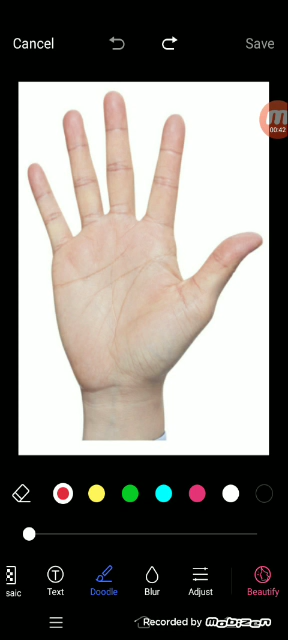 Cancel
Save
00:42
saic
Text
Doodle
Blur
Adjust
Beautify
Recorded by mobizen